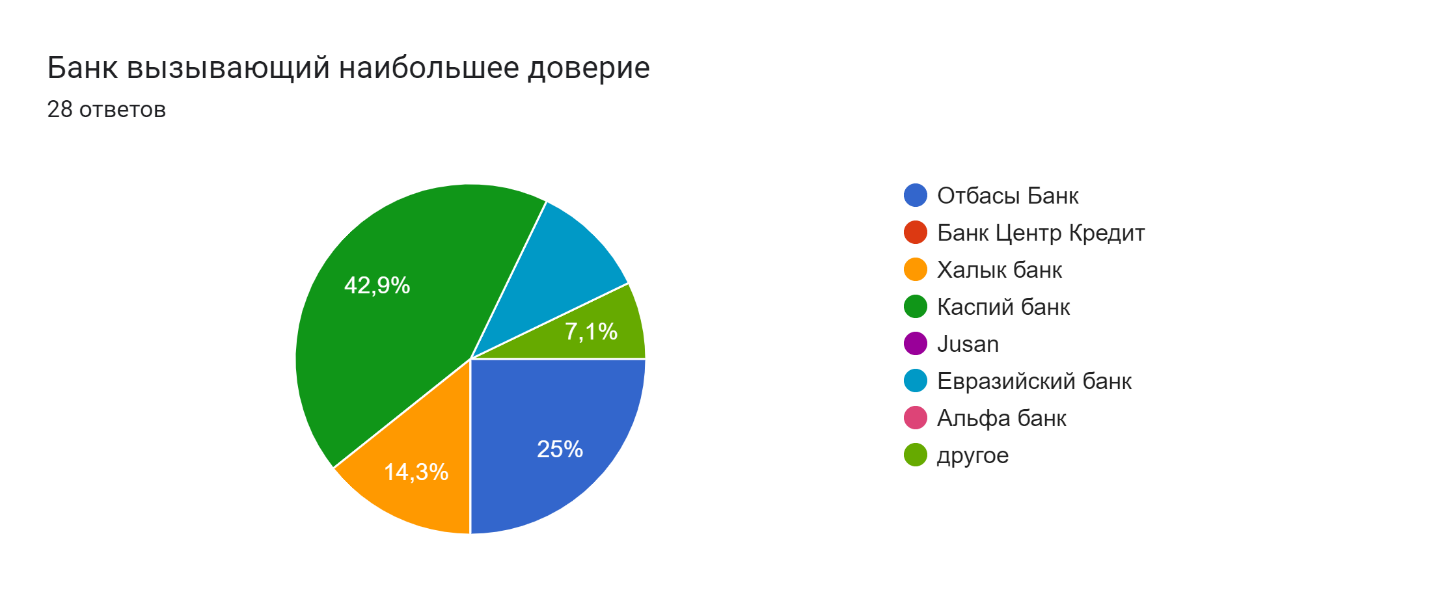 Банк вызывающий наибольшее доверие
28 ответов
42,9%
7,1%
25%
14,3%
Отбасы Банк
Банк Центр Кредит
Халык банк
Каспий банк
Jusan
Евразийский банк
Альфа банк
другое